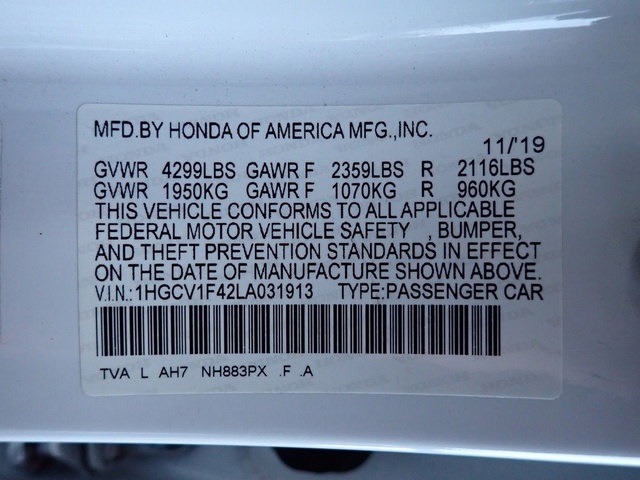 MFD.BY HONDA OF AMERICA MFG.,INC.
11/'19
GVWR 4299LBS GAWR F 2359LBS R 2116LBS
GVWR 1950KG GAWR F 1070KG R 960KG
THIS VEHICLE CONFORMS TO ALL APPLICABLE
FEDERAL MOTOR VEHICLE SAFETY , BUMPER,
AND THEFT PREVENTION STANDARDS IN EFFECT
ON THE DATE OF MANUFACTURE SHOWN ABOVE.
V.I.N.:1HGCV1F42LA031913 TYPE:PASSENGER CAR
TVA L AH7 NH883PX .F .A